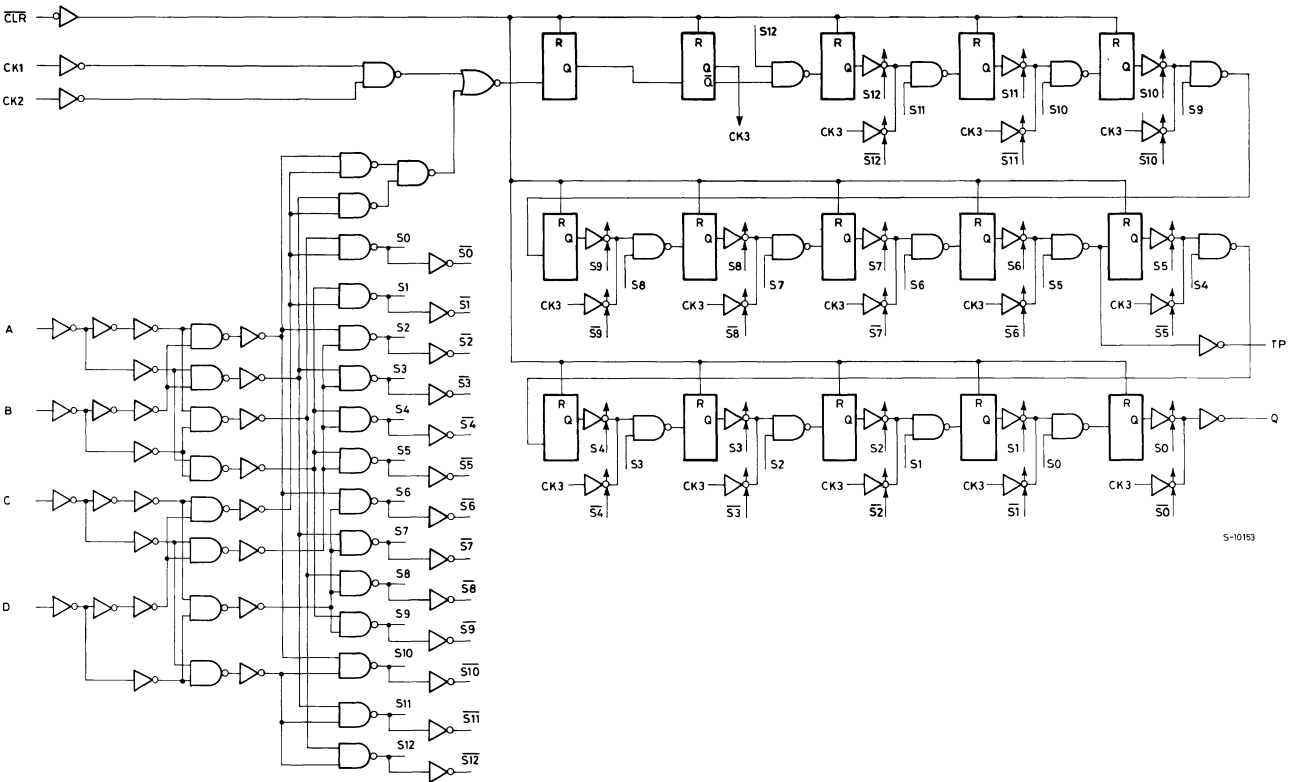 C̅L̅R̅
R R S12 R R R
CK1
Q Q Q Q Q
Q̅
CK2
S12 S11 S11 S10 S10 S9
CK3 CK3 CK3 CK3
S̅1̅2̅ S̅1̅1̅ S̅1̅0̅
R R R R R
Q Q Q Q Q
S0 S̅0̅
S9 S8 S8 S7 S7 S6 S6 S5 S5 S4
S1 S̅1̅
CK3 CK3 CK3 CK3 CK3
S̅9̅ S̅8̅ S̅7̅ S̅6̅ S̅5̅
A
S2 S̅2̅
TP
S3 S̅3̅
B
S4 S̅4̅
R R R R R
Q Q Q Q Q
Q
S5 S̅5̅
S4 S3 S3 S2 S2 S1 S1 S0 S0
CK3 CK3 CK3 CK3 CK3
S̅4̅ S̅3̅ S̅2̅ S̅1̅ S̅0̅
C
S6 S̅6̅
S7 S̅7̅
S-10153
D
S8 S̅8̅
S9 S̅9̅
S10 S̅1̅0̅
S11 S̅1̅1̅
S12 S̅1̅2̅